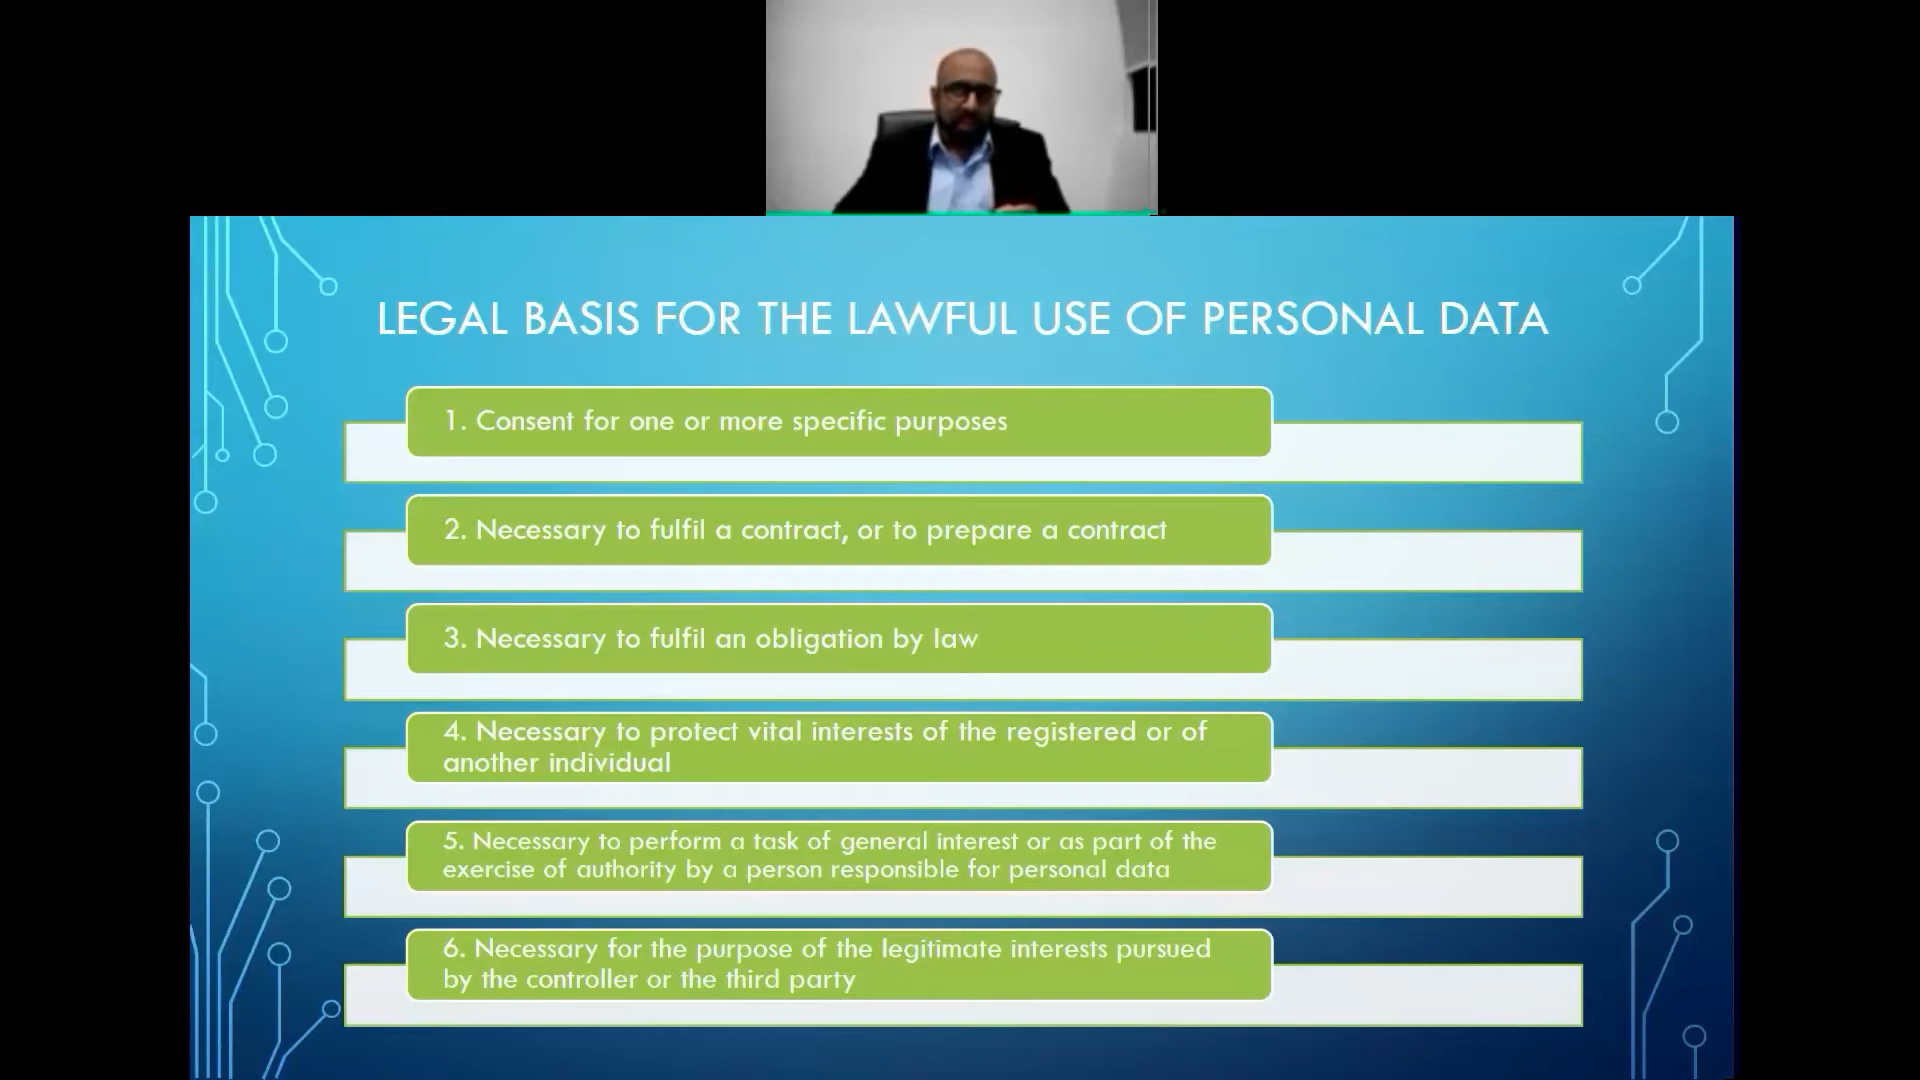 LEGAL BASIS FOR THE LAWFUL USE OF PERSONAL DATA
1. Consent for one or more specific purposes
2. Necessary to fulfil a contract, or to prepare a contract
3. Necessary to fulfil an obligation by law
4. Necessary to protect vital interests of the registered or of
another individual
5. Necessary to perform a task of general interest or as part of the
exercise of authority by a person responsible for personal data
6. Necessary for the purpose of the legitimate interests pursued
by the controller or the third party